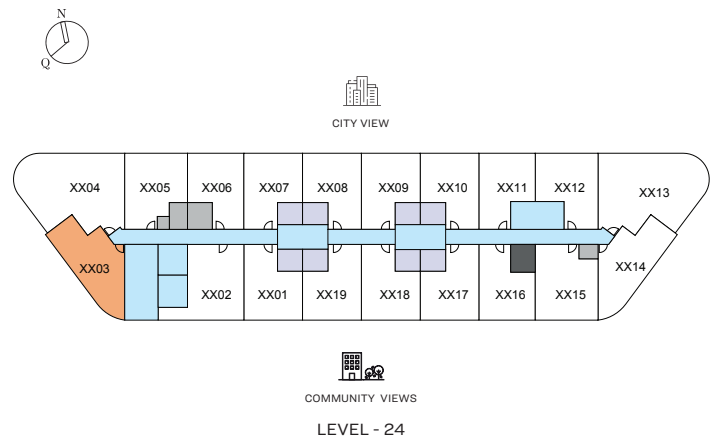 N
Q
CITY VIEW
XX04 XX05 XX06 XX07 XX08 XX09 XX10 XX11 XX12 XX13
XX03 XX14
XX02 XX01 XX19 XX18 XX17 XX16 XX15
COMMUNITY VIEWS
LEVEL - 24